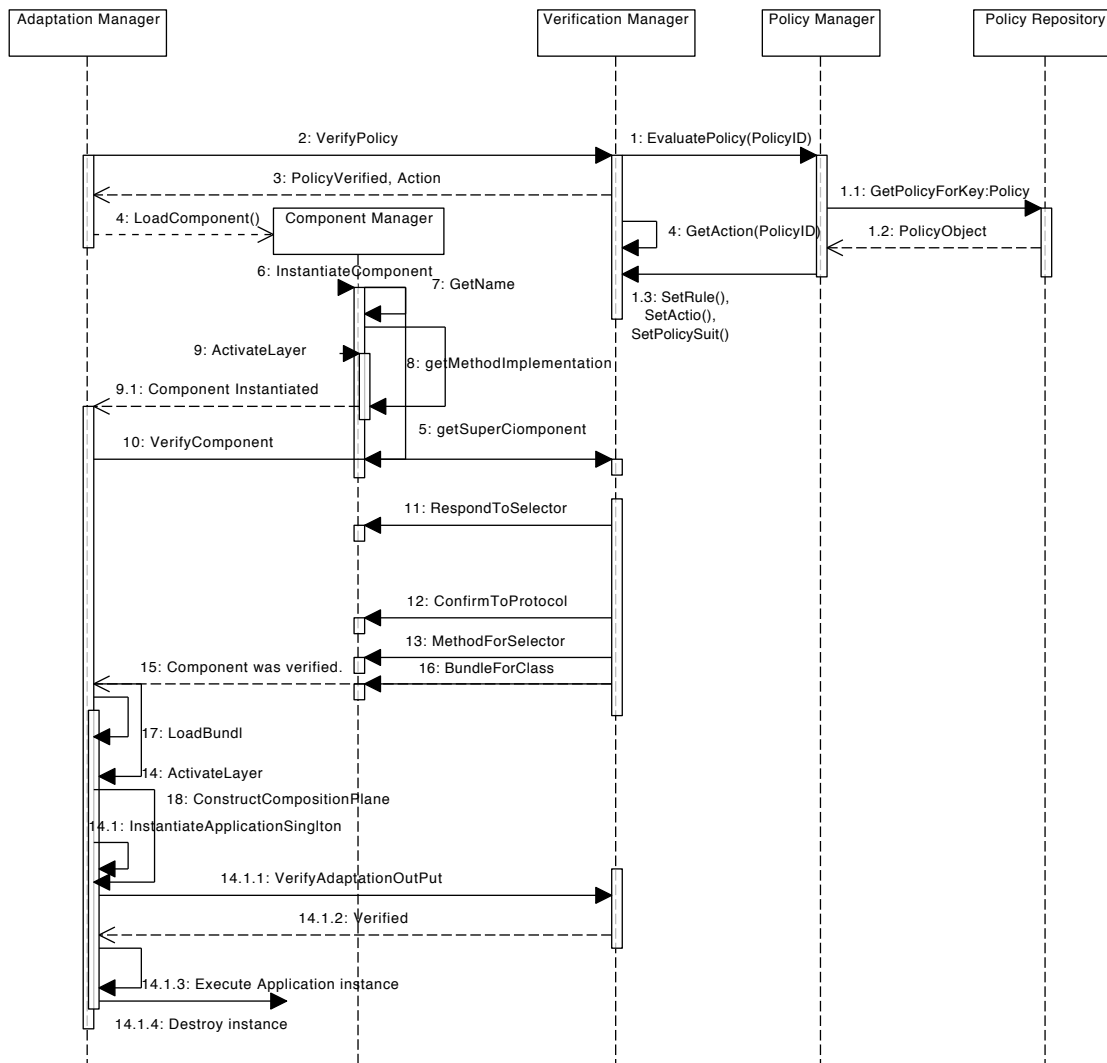 Adaptation Manager
Verification Manager
Policy Manager
Policy Repository
2: VerifyPolicy
1: EvaluatePolicy(PolicyID)
3: PolicyVerified, Action
1.1: GetPolicyForKey:Policy
4: LoadComponent()
Component Manager
4: GetAction(PolicyID)
1.2: PolicyObject
6: InstantiateComponent
7: GetName
1.3: SetRule(),
SetActio(),
SetPolicySuit()
9: ActivateLayer
8: getMethodImplementation
9.1: Component Instantiated
5: getSuperCiomponent
10: VerifyComponent
11: RespondToSelector
12: ConfirmToProtocol
13: MethodForSelector
15: Component was verified.
16: BundleForClass
17: LoadBundl
14: ActivateLayer
18: ConstructCompositionPlane
14.1: InstantiateApplicationSinglton
14.1.1: VerifyAdaptationOutPut
14.1.2: Verified
14.1.3: Execute Application instance
14.1.4: Destroy instance